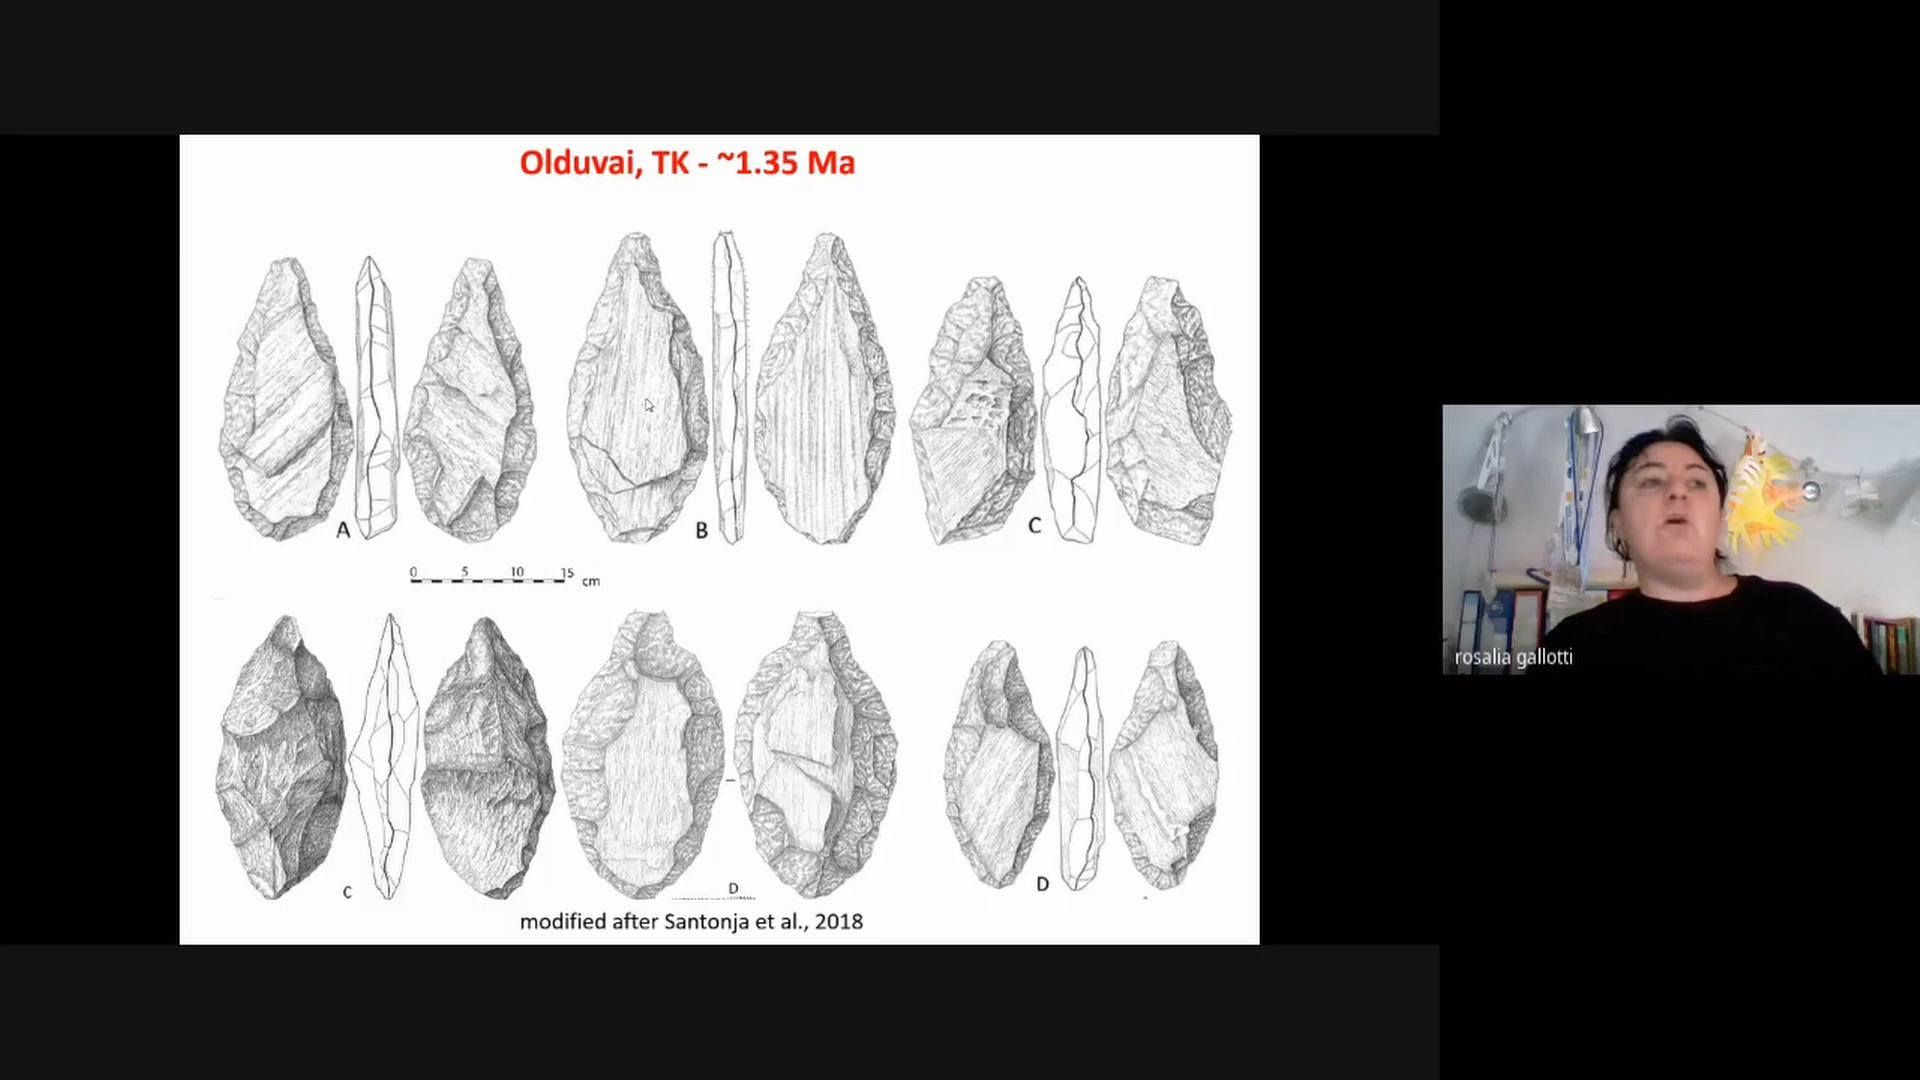 Olduvai, TK - ~1.35 Ma
A
B
C
0 5 10 15 cm
C
D
D
modified after Santonja et al., 2018
rosalia gallotti